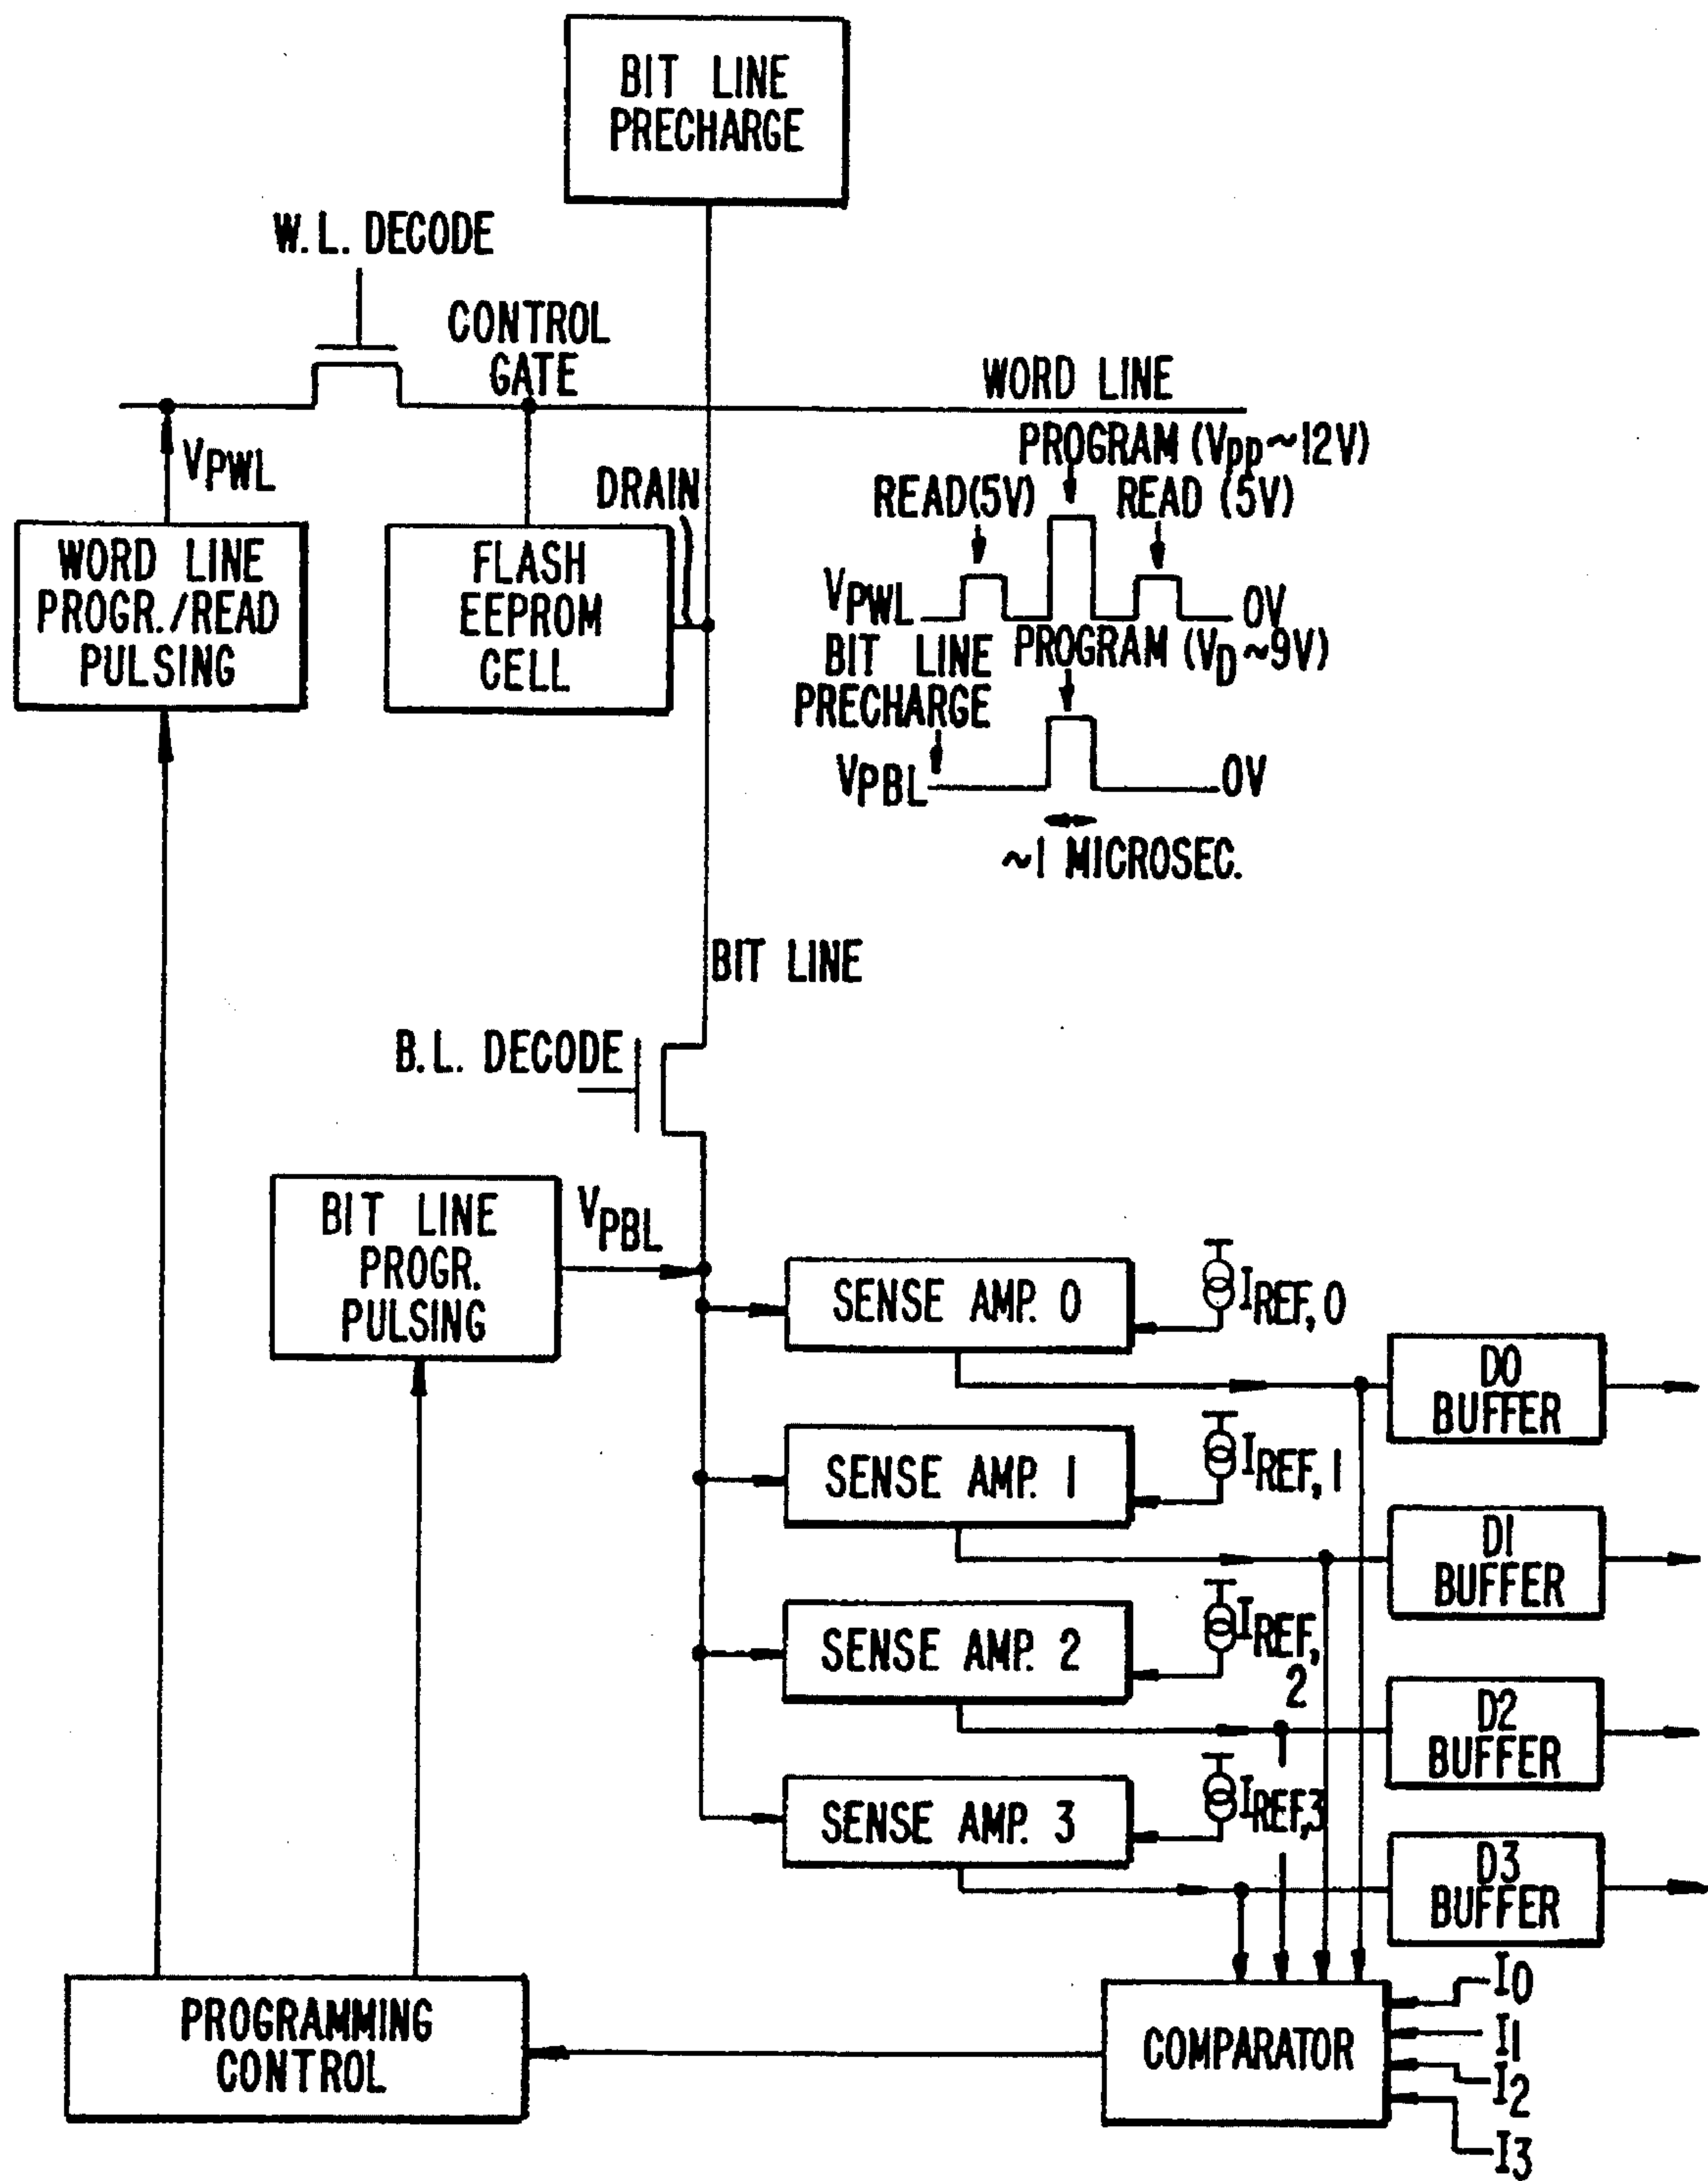 BIT LINE
PRECHARGE
W.L. DECODE
CONTROL
GATE
WORD LINE
VPWL
DRAIN
PROGRAM (Vpp~12V)
READ(5V)
READ (5V)
WORD LINE
PROGR./READ
PULSING
FLASH
EEPROM
CELL
VPWL
0V
BIT LINE
PRECHARGE
PROGRAM (VD~9V)
VPBL
0V
~1 MICROSEC.
BIT LINE
B.L. DECODE
BIT LINE
PROGR.
PULSING
VPBL
SENSE AMP. 0
IREF, 0
D0
BUFFER
SENSE AMP. 1
IREF, 1
D1
BUFFER
SENSE AMP. 2
IREF,
2
D2
BUFFER
SENSE AMP. 3
IREF,3
D3
BUFFER
PROGRAMMING
CONTROL
COMPARATOR
I0
I1
I2
I3